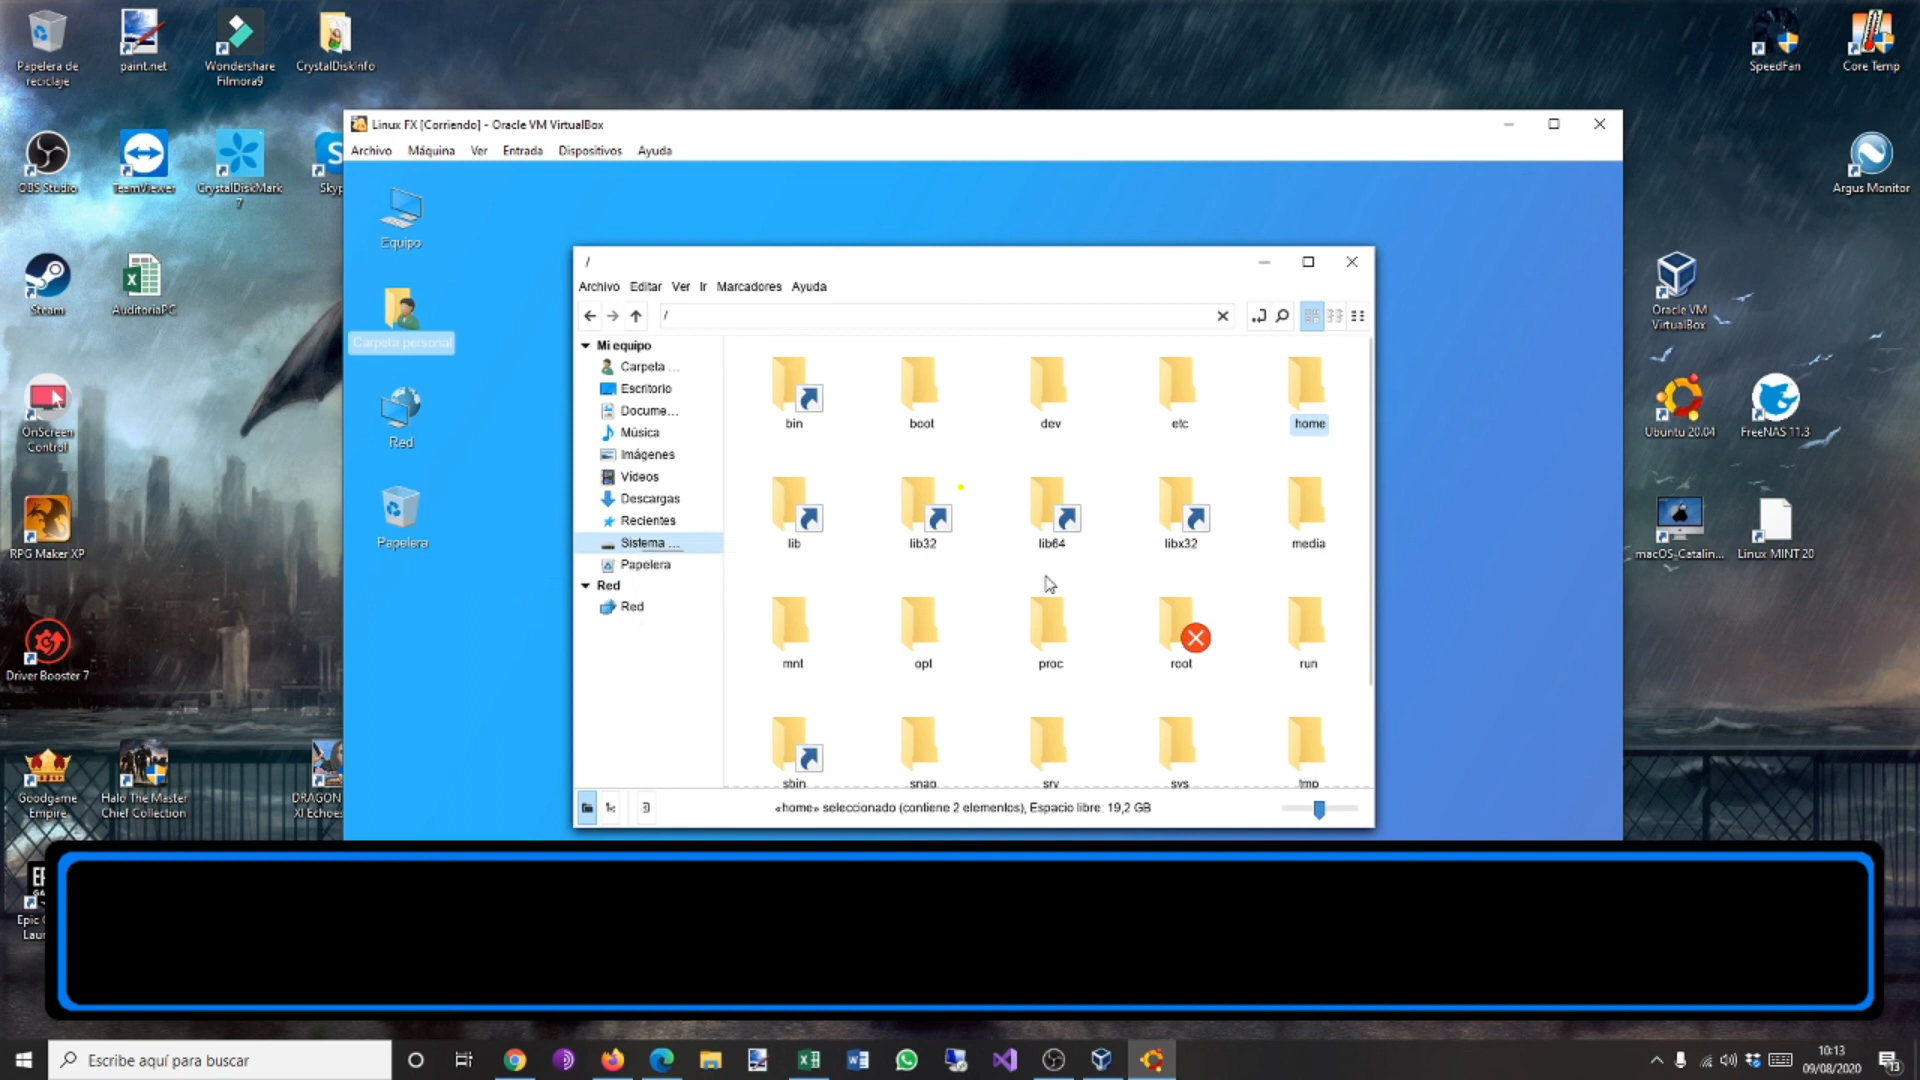 Papelera de
reciclaje
paint.net
Wondershare
Filmora9
CrystalDiskInfo
SpeedFan
Core Temp
OBS Studio
TeamViewer
CrystalDiskMark
7
Skyp
Argus Monitor
Steam
AuditoriaPC
Oracle VM
VirtualBox
OnScreen
Control
Ubuntu 20.04
FreeNAS 11.3
RPG Maker XP
macOS_Catalin...
Linux MINT 20
Driver Booster 7
Goodgame
Empire
Halo The Master
Chief Collection
DRAGON
XI Echoes
Epic
Laun
Linux FX [Corriendo] - Oracle VM VirtualBox
Archivo Máquina Ver Entrada Dispositivos Ayuda
Equipo
Carpeta personal
Red
Papelera
/
Archivo Editar Ver Ir Marcadores Ayuda
/
Mi equipo
Carpeta ...
Escritorio
Docume...
Música
Imágenes
Vídeos
Descargas
Recientes
Sistema ...
Papelera
Red
Red
bin boot dev etc home
lib lib32 lib64 libx32 media
mnt opt proc root run
sbin snap srv sys tmp
«home» seleccionado (contiene 2 elementos), Espacio libre: 19,2 GB
Escribe aquí para buscar
10:13
09/08/2020
13